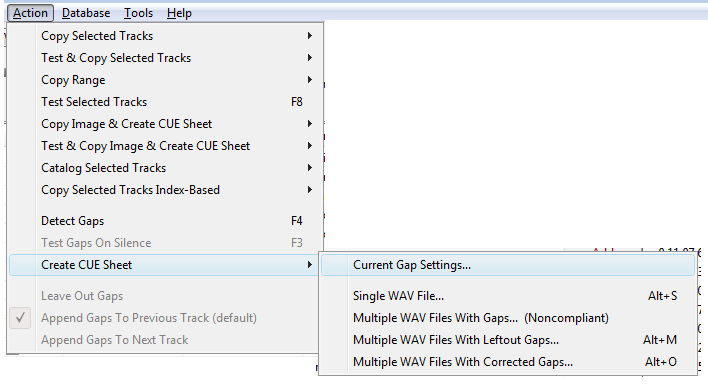 Action Database Tools Help
Copy Selected Tracks
Test & Copy Selected Tracks
Copy Range
Test Selected Tracks F8
Copy Image & Create CUE Sheet
Test & Copy Image & Create CUE Sheet
Catalog Selected Tracks
Copy Selected Tracks Index-Based
Detect Gaps F4
Test Gaps On Silence F3
Create CUE Sheet
Leave Out Gaps
Append Gaps To Previous Track (default)
Append Gaps To Next Track
Current Gap Settings...
Single WAV File... Alt+S
Multiple WAV Files With Gaps... (Noncompliant)
Multiple WAV Files With Leftout Gaps... Alt+M
Multiple WAV Files With Corrected Gaps... Alt+O